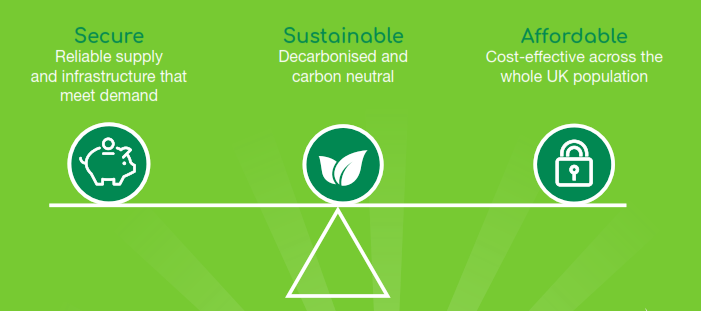 Secure
Reliable supply
and infrastructure that
meet demand
Sustainable
Decarbonised and
carbon neutral
Affordable
Cost-effective across the
whole UK population